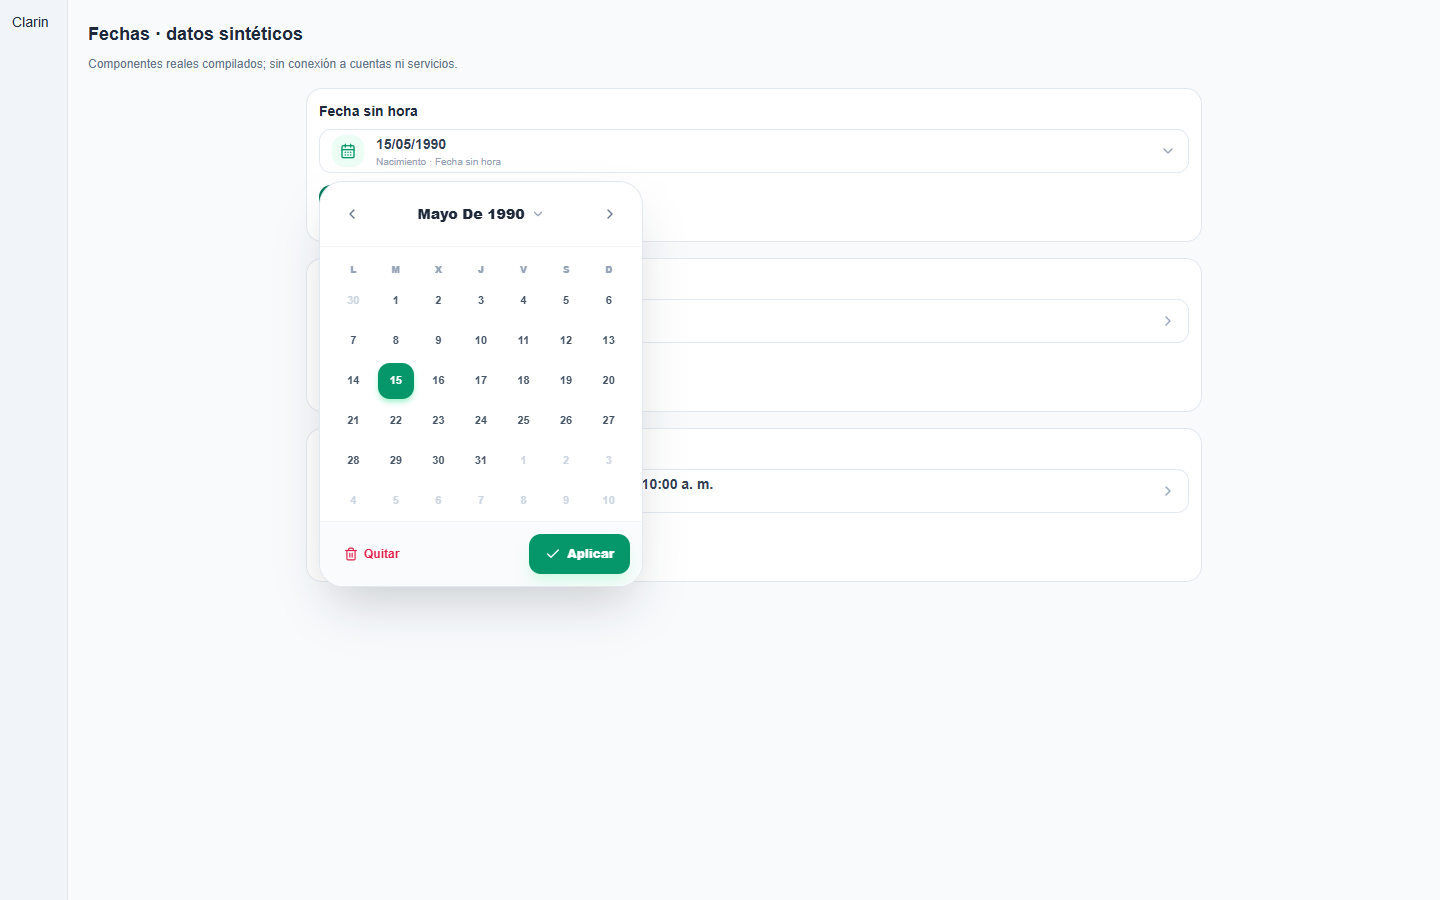 Clarin
Fechas · datos sintéticos
Componentes reales compilados; sin conexión a cuentas ni servicios.
Fecha sin hora
15/05/1990
Nacimiento · Fecha sin hora
Mayo De 1990
L M X J V S D
30 1 2 3 4 5 6
7 8 9 10 11 12 13
14 15 16 17 18 19 20
21 22 23 24 25 26 27
28 29 30 31 1 2 3
4 5 6 7 8 9 10
10:00 a. m.
Quitar
Aplicar